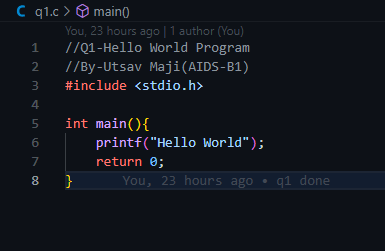 C q1.c > main()
You, 23 hours ago | 1 author (You)
1 //Q1-Hello World Program
2 //By-Utsav Maji(AIDS-B1)
3 #include <stdio.h>
4
5 int main(){
6     printf("Hello World");
7     return 0;
8 }     You, 23 hours ago • q1 done